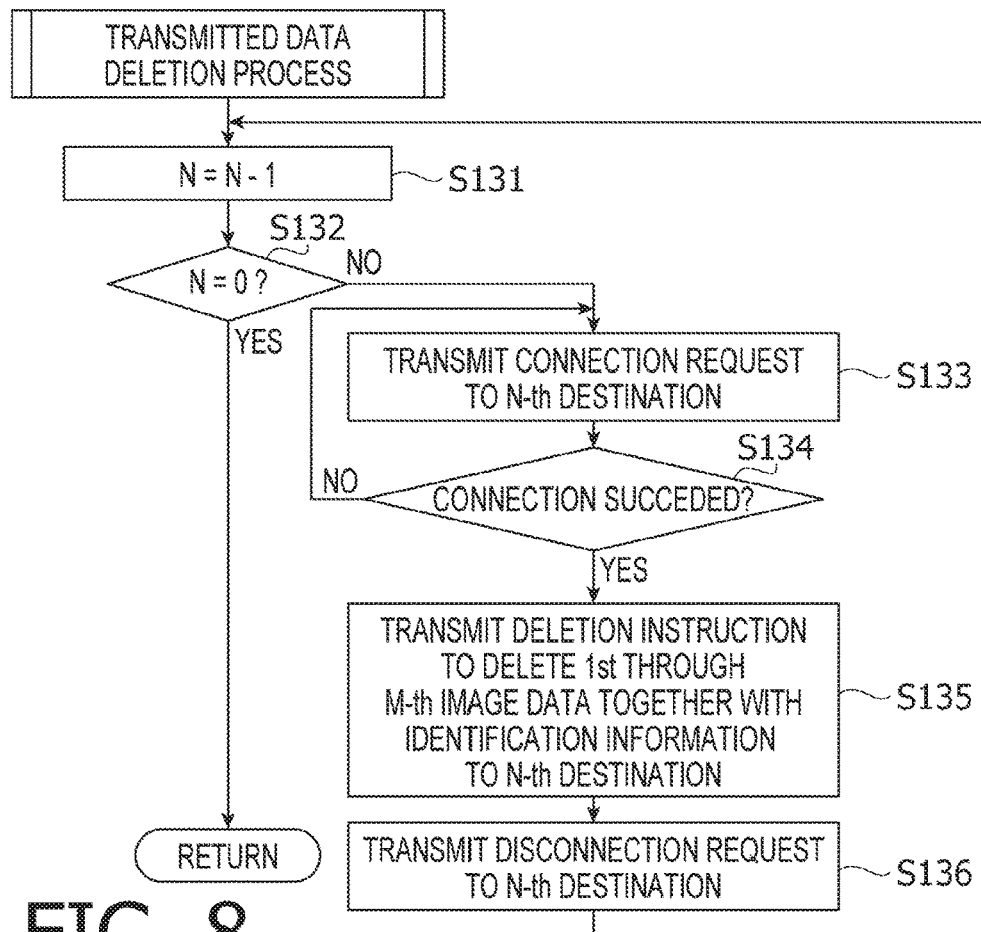 TRANSMITTED DATA
DELETION PROCESS
N = N - 1
S131
S132
N = 0 ?
NO
YES
TRANSMIT CONNECTION REQUEST
TO N-th DESTINATION
S133
S134
NO
CONNECTION SUCCEDED?
YES
TRANSMIT DELETION INSTRUCTION
TO DELETE 1st THROUGH
M-th IMAGE DATA TOGETHER WITH
IDENTIFICATION INFORMATION
TO N-th DESTINATION
S135
RETURN
TRANSMIT DISCONNECTION REQUEST
TO N-th DESTINATION
S136
FIG. 8